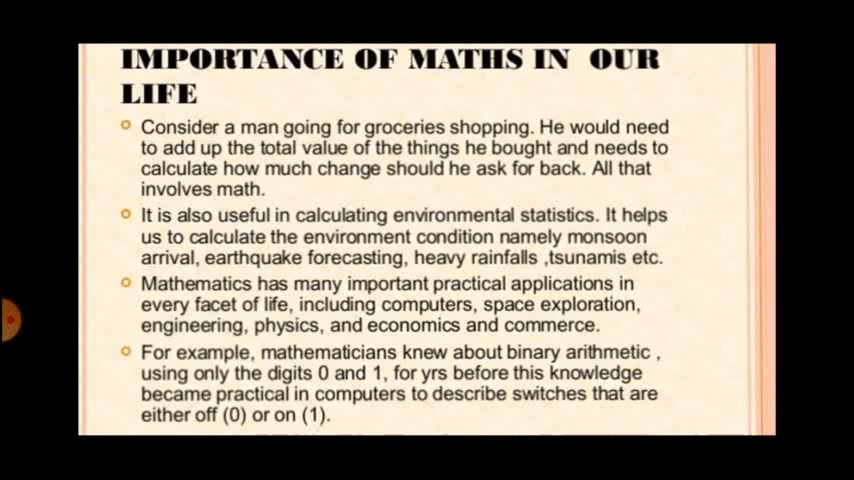 IMPORTANCE OF MATHS IN OUR
LIFE
Consider a man going for groceries shopping. He would need
to add up the total value of the things he bought and needs to
calculate how much change should he ask for back. All that
involves math.
It is also useful in calculating environmental statistics. It helps
us to calculate the environment condition namely monsoon
arrival, earthquake forecasting, heavy rainfalls ,tsunamis etc.
Mathematics has many important practical applications in
every facet of life, including computers, space exploration,
engineering, physics, and economics and commerce.
For example, mathematicians knew about binary arithmetic ,
using only the digits 0 and 1, for yrs before this knowledge
became practical in computers to describe switches that are
either off (0) or on (1).